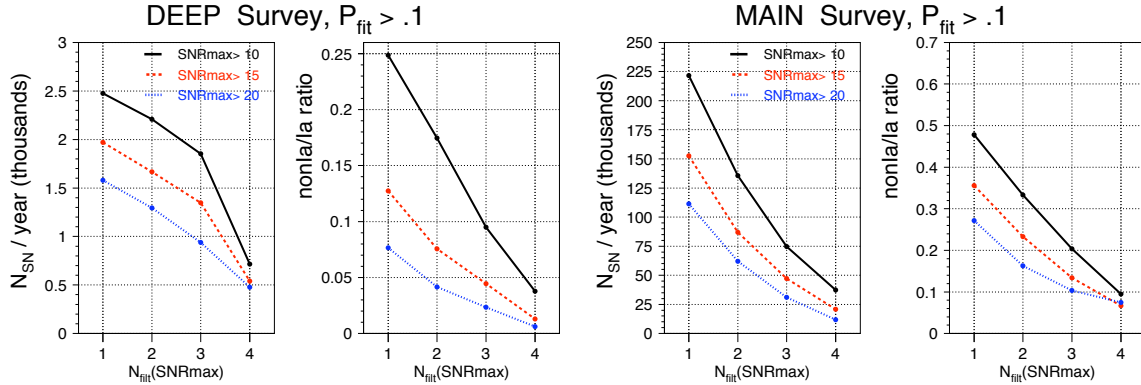 DEEP Survey, P_fit > .1
MAIN Survey, P_fit > .1
N_SN / year (thousands)
3
2.5
2
1.5
1
0.5
0
SNRmax> 10
SNRmax> 15
SNRmax> 20
1 2 3 4
N_filt(SNRmax)
nonIa/Ia ratio
0.25
0.2
0.15
0.1
0.05
0
1 2 3 4
N_filt(SNRmax)
N_SN / year (thousands)
250
225
200
175
150
125
100
75
50
25
0
SNRmax> 10
SNRmax> 15
SNRmax> 20
1 2 3 4
N_filt(SNRmax)
nonIa/Ia ratio
0.7
0.6
0.5
0.4
0.3
0.2
0.1
0
1 2 3 4
N_filt(SNRmax)